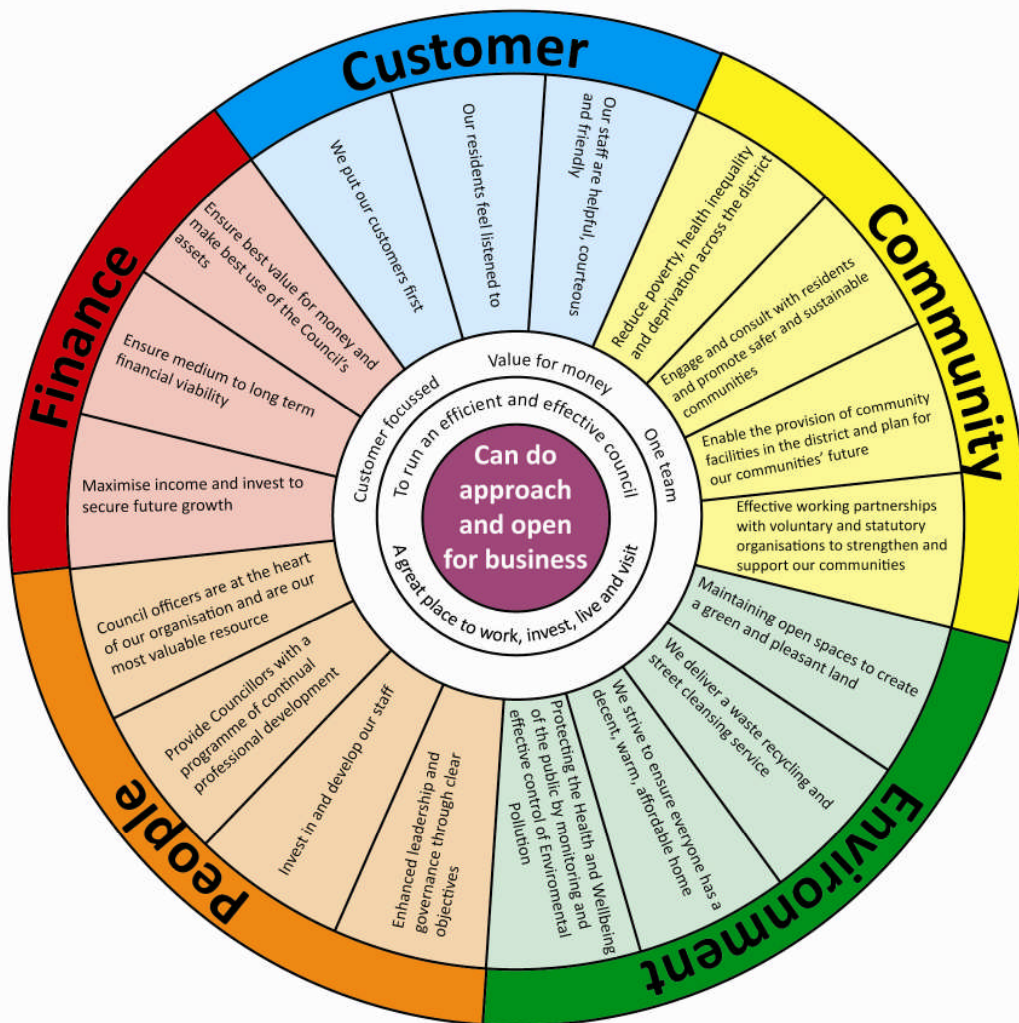 Customer
We put our customers first
Our residents feel listened to
Our staff are helpful, courteous
and friendly
Community
Reduce poverty, health inequality
and deprivation across the district
Engage and consult with residents
and promote safer and sustainable
communities
Enable the provision of community
facilities in the district and plan for
our communities' future
Effective working partnerships
with voluntary and statutory
organisations to strengthen and
support our communities
Environment
Maintaining open spaces to create
a green and pleasant land
We deliver a waste recycling and
street cleansing service
We strive to ensure everyone has a
decent, warm, affordable home
Protecting the Health and Wellbeing
of the public by monitoring and
effective control of Enviromental
Pollution
People
Enhanced leadership and
governance through clear
objectives
Invest in and develop our staff
Provide Councillors with a
programme of continual
professional development
Council officers are at the heart
of our organisation and are our
most valuable resource
Finance
Maximise income and invest to
secure future growth
Ensure medium to long term
financial viability
Ensure best value for money and
make best use of the Council's
assets
Customer focussed
Value for money
One team
To run an efficient and effective council
A great place to work, invest, live and visit
Can do
approach
and open
for business